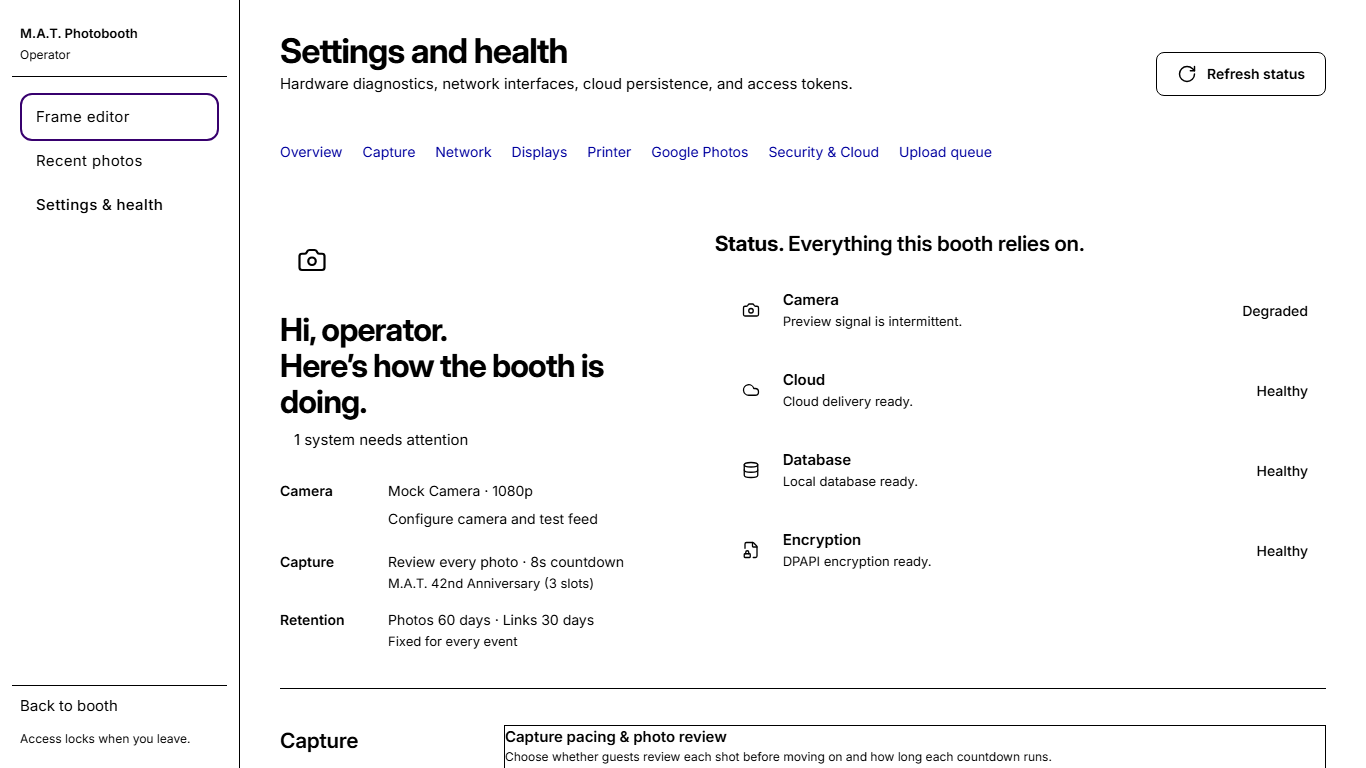 M.A.T. Photobooth
Operator
Frame editor
Recent photos
Settings & health
Back to booth
Access locks when you leave.
Settings and health
Hardware diagnostics, network interfaces, cloud persistence, and access tokens.
Refresh status
Overview Capture Network Displays Printer Google Photos Security & Cloud Upload queue
Hi, operator.
Here’s how the booth is
doing.
1 system needs attention
Camera Mock Camera · 1080p
Configure camera and test feed
Capture Review every photo · 8s countdown
M.A.T. 42nd Anniversary (3 slots)
Retention Photos 60 days · Links 30 days
Fixed for every event
Status. Everything this booth relies on.
Camera
Preview signal is intermittent.
Degraded
Cloud
Cloud delivery ready.
Healthy
Database
Local database ready.
Healthy
Encryption
DPAPI encryption ready.
Healthy
Capture
Capture pacing & photo review
Choose whether guests review each shot before moving on and how long each countdown runs.